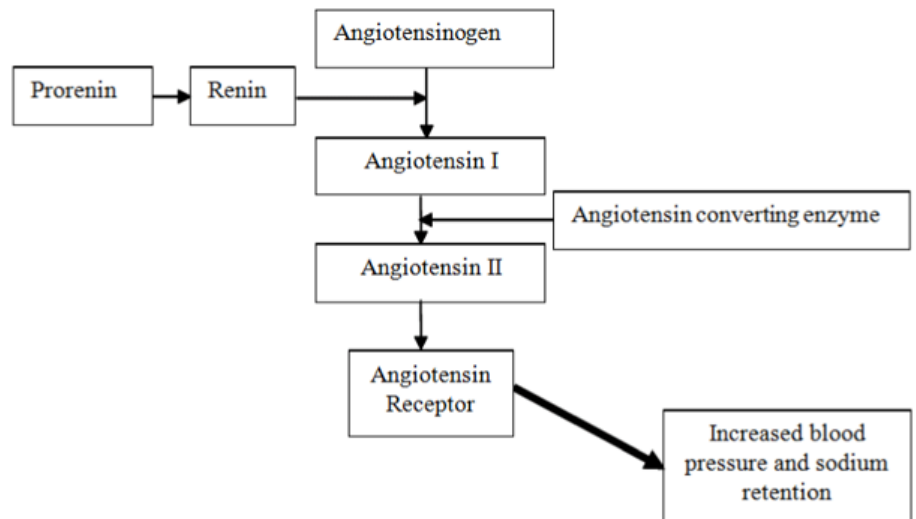 Angiotensinogen
Prorenin
Renin
Angiotensin I
Angiotensin converting enzyme
Angiotensin II
Angiotensin
Receptor
Increased blood
pressure and sodium
retention